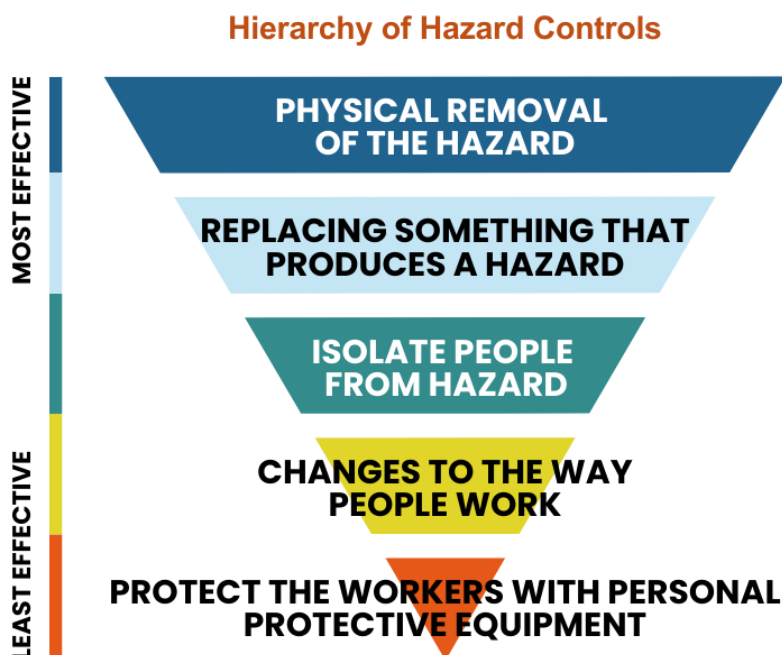 Hierarchy of Hazard Controls
MOST EFFECTIVE
PHYSICAL REMOVAL
OF THE HAZARD
REPLACING SOMETHING THAT
PRODUCES A HAZARD
ISOLATE PEOPLE
FROM HAZARD
CHANGES TO THE WAY
PEOPLE WORK
LEAST EFFECTIVE
PROTECT THE WORKERS WITH PERSONAL
PROTECTIVE EQUIPMENT